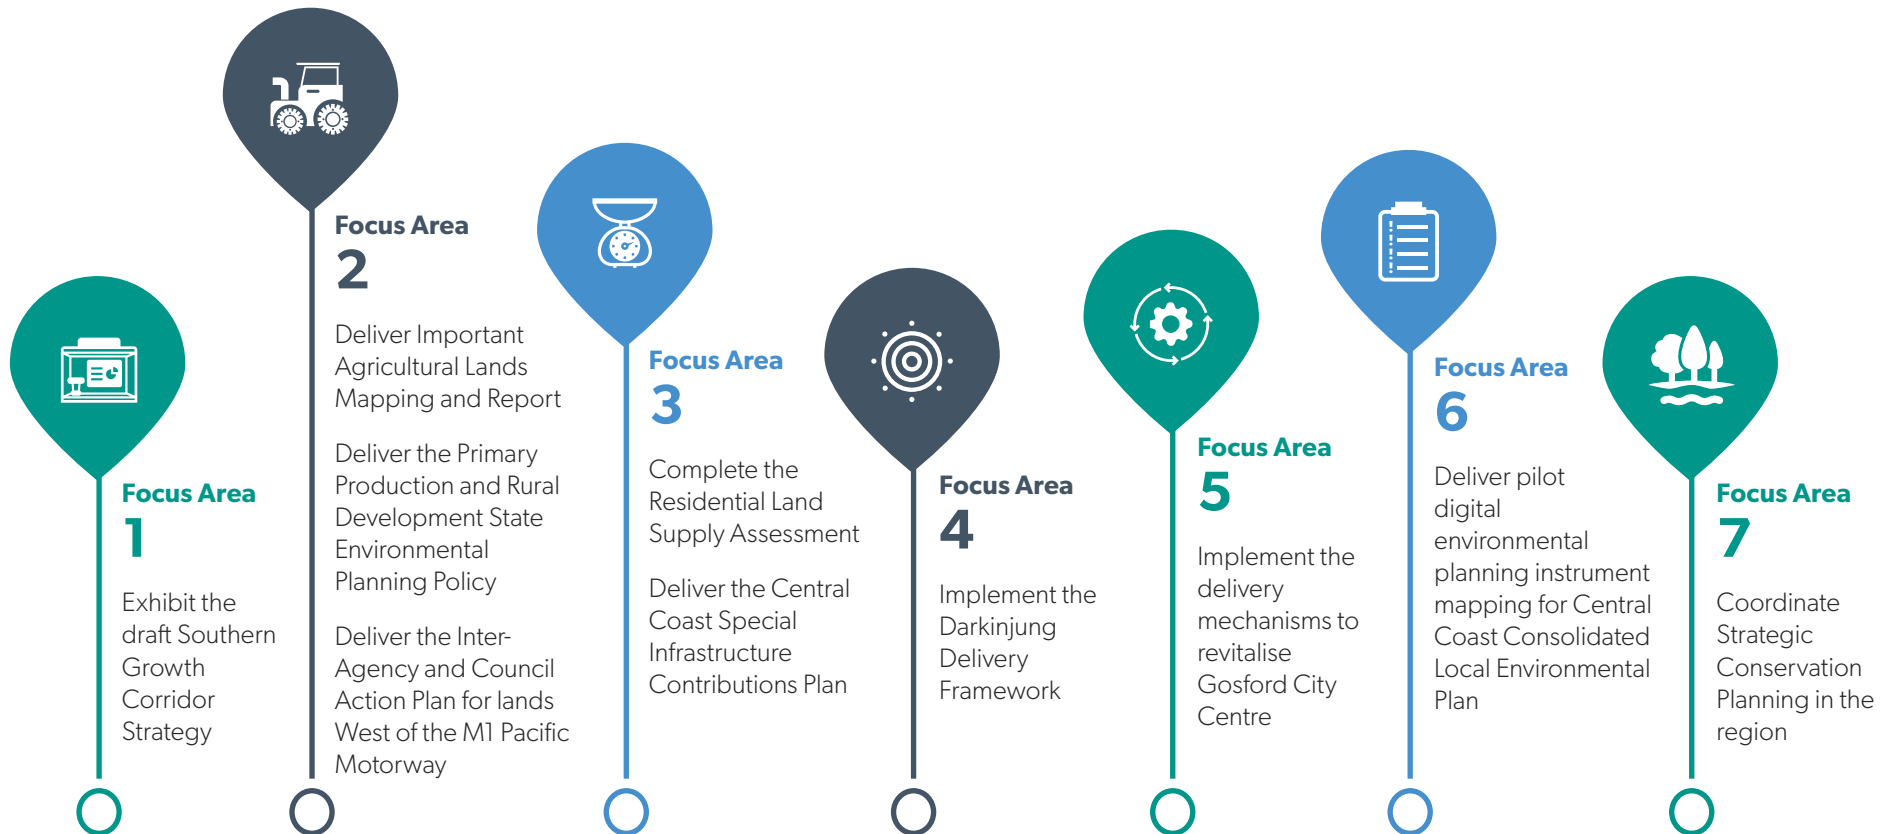 Focus Area
1
Exhibit the
draft Southern
Growth
Corridor
Strategy
Focus Area
2
Deliver Important
Agricultural Lands
Mapping and Report
Deliver the Primary
Production and Rural
Development State
Environmental
Planning Policy
Deliver the Inter-
Agency and Council
Action Plan for lands
West of the M1 Pacific
Motorway
Focus Area
3
Complete the
Residential Land
Supply Assessment
Deliver the Central
Coast Special
Infrastructure
Contributions Plan
Focus Area
4
Implement the
Darkinjung
Delivery
Framework
Focus Area
5
Implement the
delivery
mechanisms to
revitalise
Gosford City
Centre
Focus Area
6
Deliver pilot
digital
environmental
planning instrument
mapping for Central
Coast Consolidated
Local Environmental
Plan
Focus Area
7
Coordinate
Strategic
Conservation
Planning in the
region